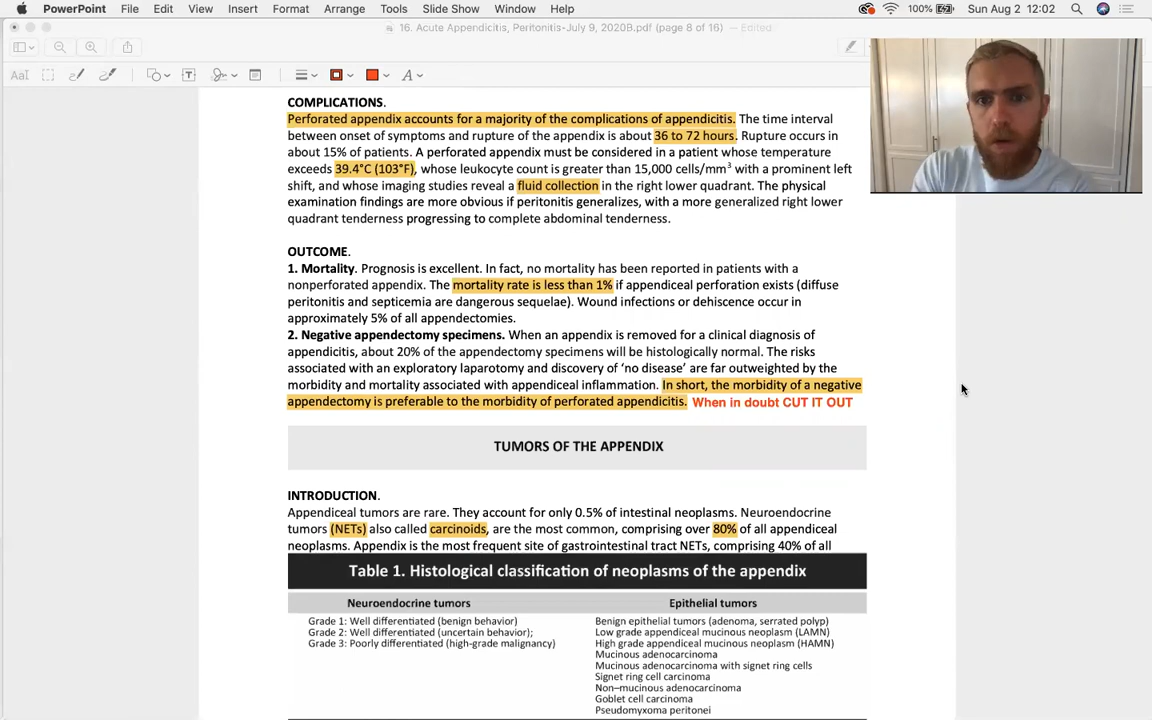 PowerPoint File Edit View Insert Format Arrange Tools Slide Show Window Help 100% Sun Aug 2 12:02
16. Acute Appendicitis, Peritonitis-July 9, 2020B.pdf (page 8 of 16) — Edited
AaI T A
COMPLICATIONS.
Perforated appendix accounts for a majority of the complications of appendicitis. The time interval
between onset of symptoms and rupture of the appendix is about 36 to 72 hours. Rupture occurs in
about 15% of patients. A perforated appendix must be considered in a patient whose temperature
exceeds 39.4°C (103°F), whose leukocyte count is greater than 15,000 cells/mm³ with a prominent left
shift, and whose imaging studies reveal a fluid collection in the right lower quadrant. The physical
examination findings are more obvious if peritonitis generalizes, with a more generalized right lower
quadrant tenderness progressing to complete abdominal tenderness.
OUTCOME.
1. Mortality. Prognosis is excellent. In fact, no mortality has been reported in patients with a
nonperforated appendix. The mortality rate is less than 1% if appendiceal perforation exists (diffuse
peritonitis and septicemia are dangerous sequelae). Wound infections or dehiscence occur in
approximately 5% of all appendectomies.
2. Negative appendectomy specimens. When an appendix is removed for a clinical diagnosis of
appendicitis, about 20% of the appendectomy specimens will be histologically normal. The risks
associated with an exploratory laparotomy and discovery of ‘no disease’ are far outweighted by the
morbidity and mortality associated with appendiceal inflammation. In short, the morbidity of a negative
appendectomy is preferable to the morbidity of perforated appendicitis. When in doubt CUT IT OUT
TUMORS OF THE APPENDIX
INTRODUCTION.
Appendiceal tumors are rare. They account for only 0.5% of intestinal neoplasms. Neuroendocrine
tumors (NETs) also called carcinoids, are the most common, comprising over 80% of all appendiceal
neoplasms. Appendix is the most frequent site of gastrointestinal tract NETs, comprising 40% of all
Table 1. Histological classification of neoplasms of the appendix
Neuroendocrine tumors
Grade 1: Well differentiated (benign behavior)
Grade 2: Well differentiated (uncertain behavior);
Grade 3: Poorly differentiated (high-grade malignancy)
Epithelial tumors
Benign epithelial tumors (adenoma, serrated polyp)
Low grade appendiceal mucinous neoplasm (LAMN)
High grade appendiceal mucinous neoplasm (HAMN)
Mucinous adenocarcinoma
Mucinous adenocarcinoma with signet ring cells
Signet ring cell carcinoma
Non–mucinous adenocarcinoma
Goblet cell carcinoma
Pseudomyxoma peritonei